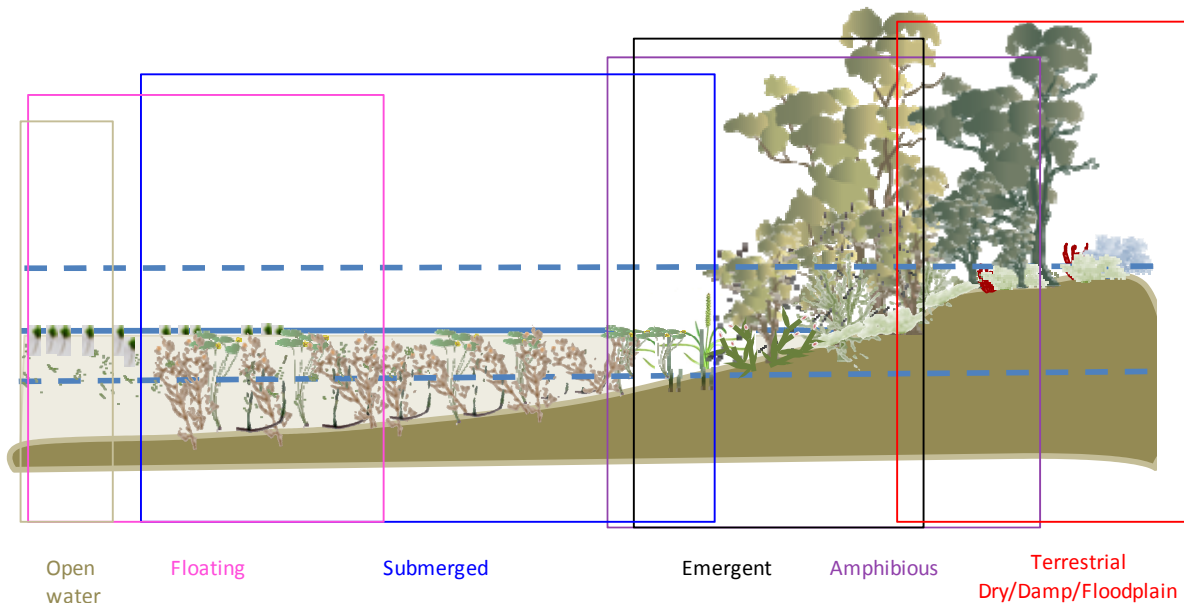 Open
water
Floating
Submerged
Emergent
Amphibious
Terrestrial
Dry/Damp/Floodplain